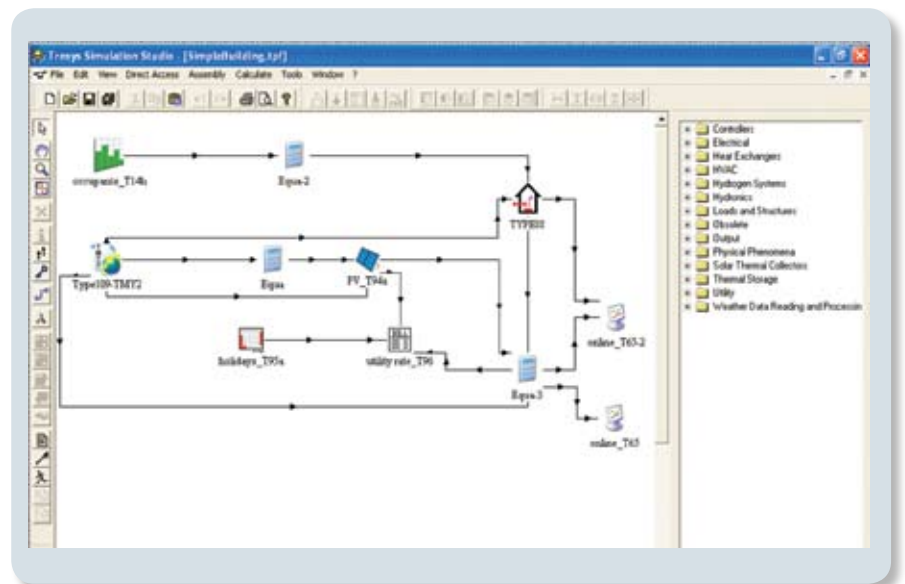 Trnsys Simulation Studio - [SimpleBuilding.tpf]
File Edit View Direct Access Assembly Calculate Tools Window ?
occupants_T14h
Equa-2
TYPE88
Type109-TMY2
Equa
PV_T94a
holidays_T95a
utility rate_T96
Equa-3
online_T65-2
online_T65
Controllers
Electrical
Heat Exchangers
HVAC
Hydrogen Systems
Hydronics
Loads and Structures
Obsolete
Output
Physical Phenomena
Solar Thermal Collectors
Thermal Storage
Utility
Weather Data Reading and Processin